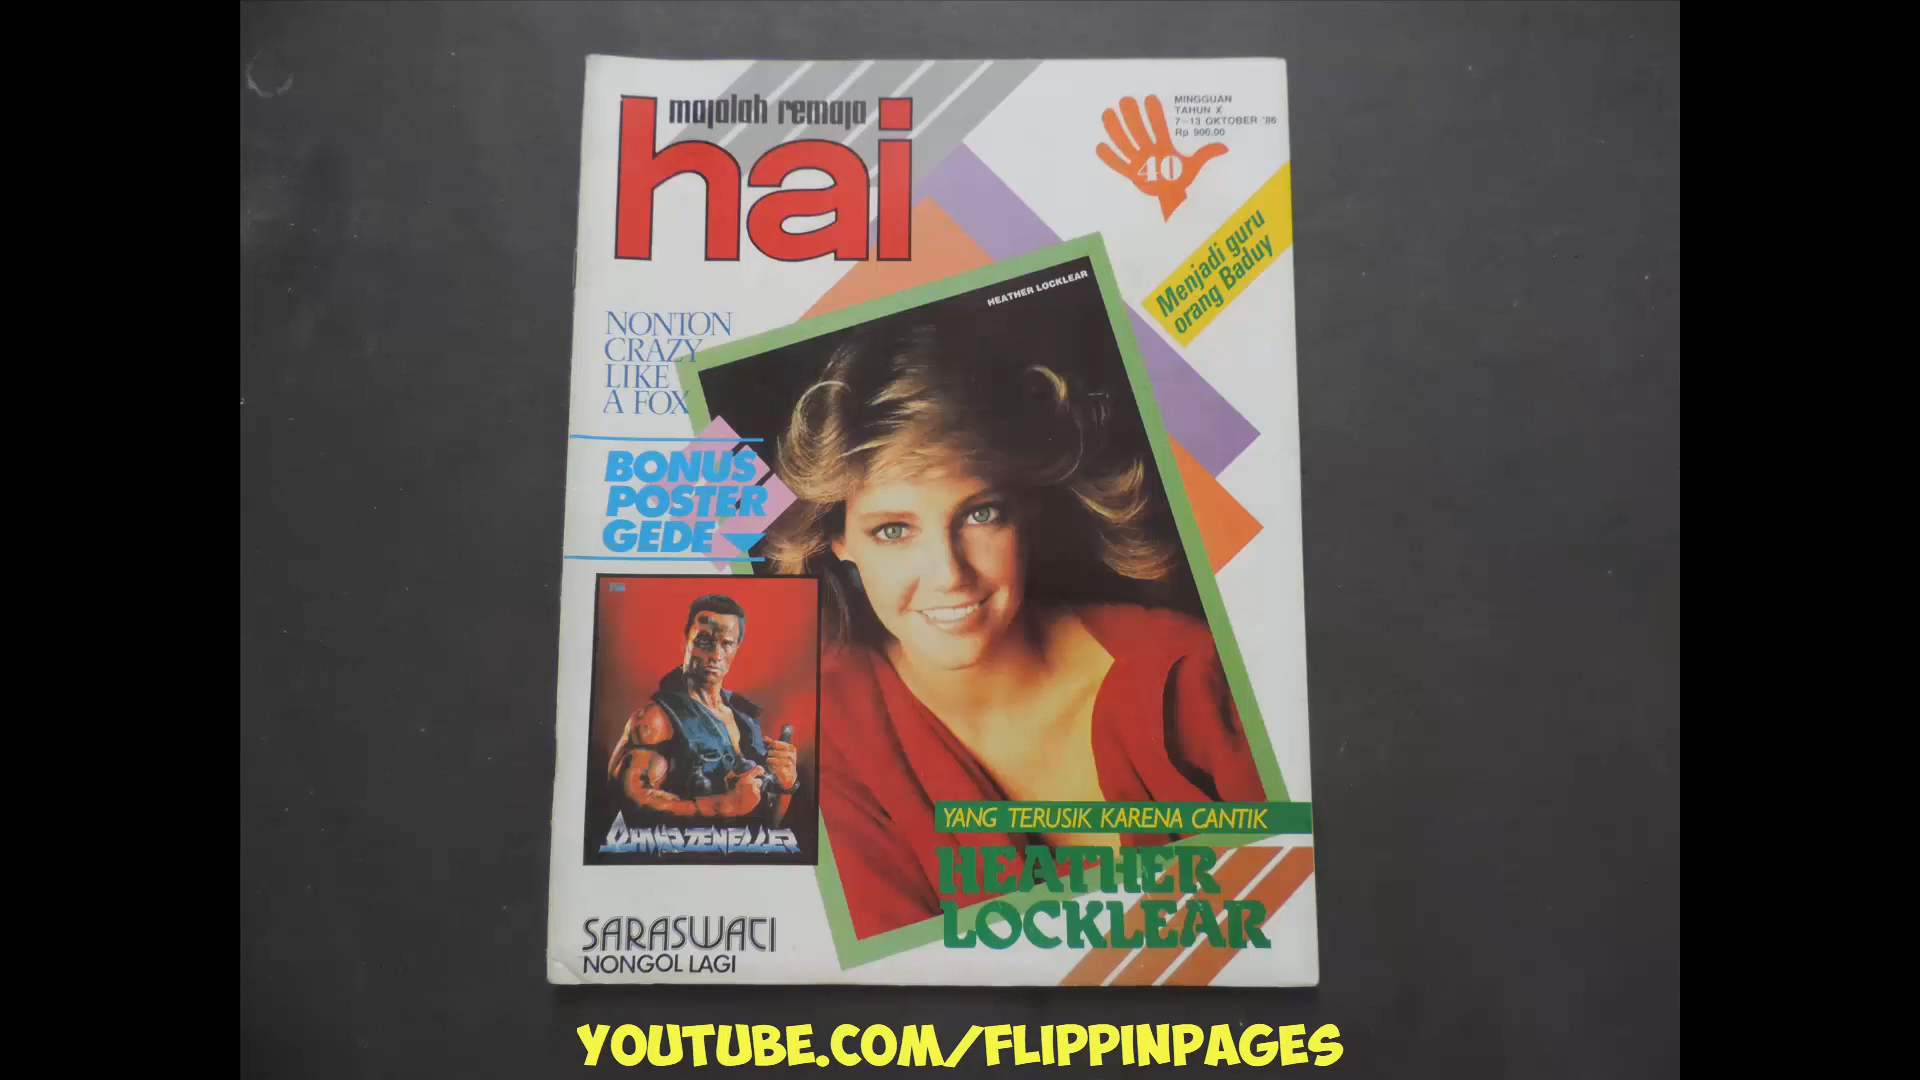 majalah remaja
hai
MINGGUAN
TAHUN X
7-13 OKTOBER '86
Rp 900,00
40
Menjadi guru
orang Baduy
HEATHER LOCKLEAR
NONTON
CRAZY
LIKE
A FOX
BONUS
POSTER
GEDE
YANG TERUSIK KARENA CANTIK
HEATHER
LOCKLEAR
SARASWATI
NONGOL LAGI
YOUTUBE.COM/FLIPPINPAGES